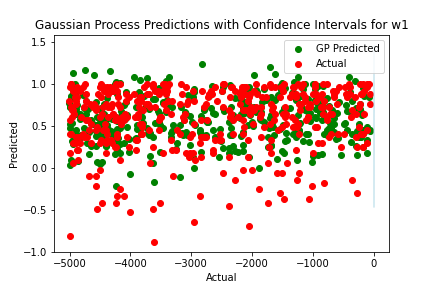 Gaussian Process Predictions with Confidence Intervals for w1
GP Predicted
Actual
1.5
1.0
0.5
0.0
−0.5
−1.0
Predicted
−5000 −4000 −3000 −2000 −1000 0
Actual